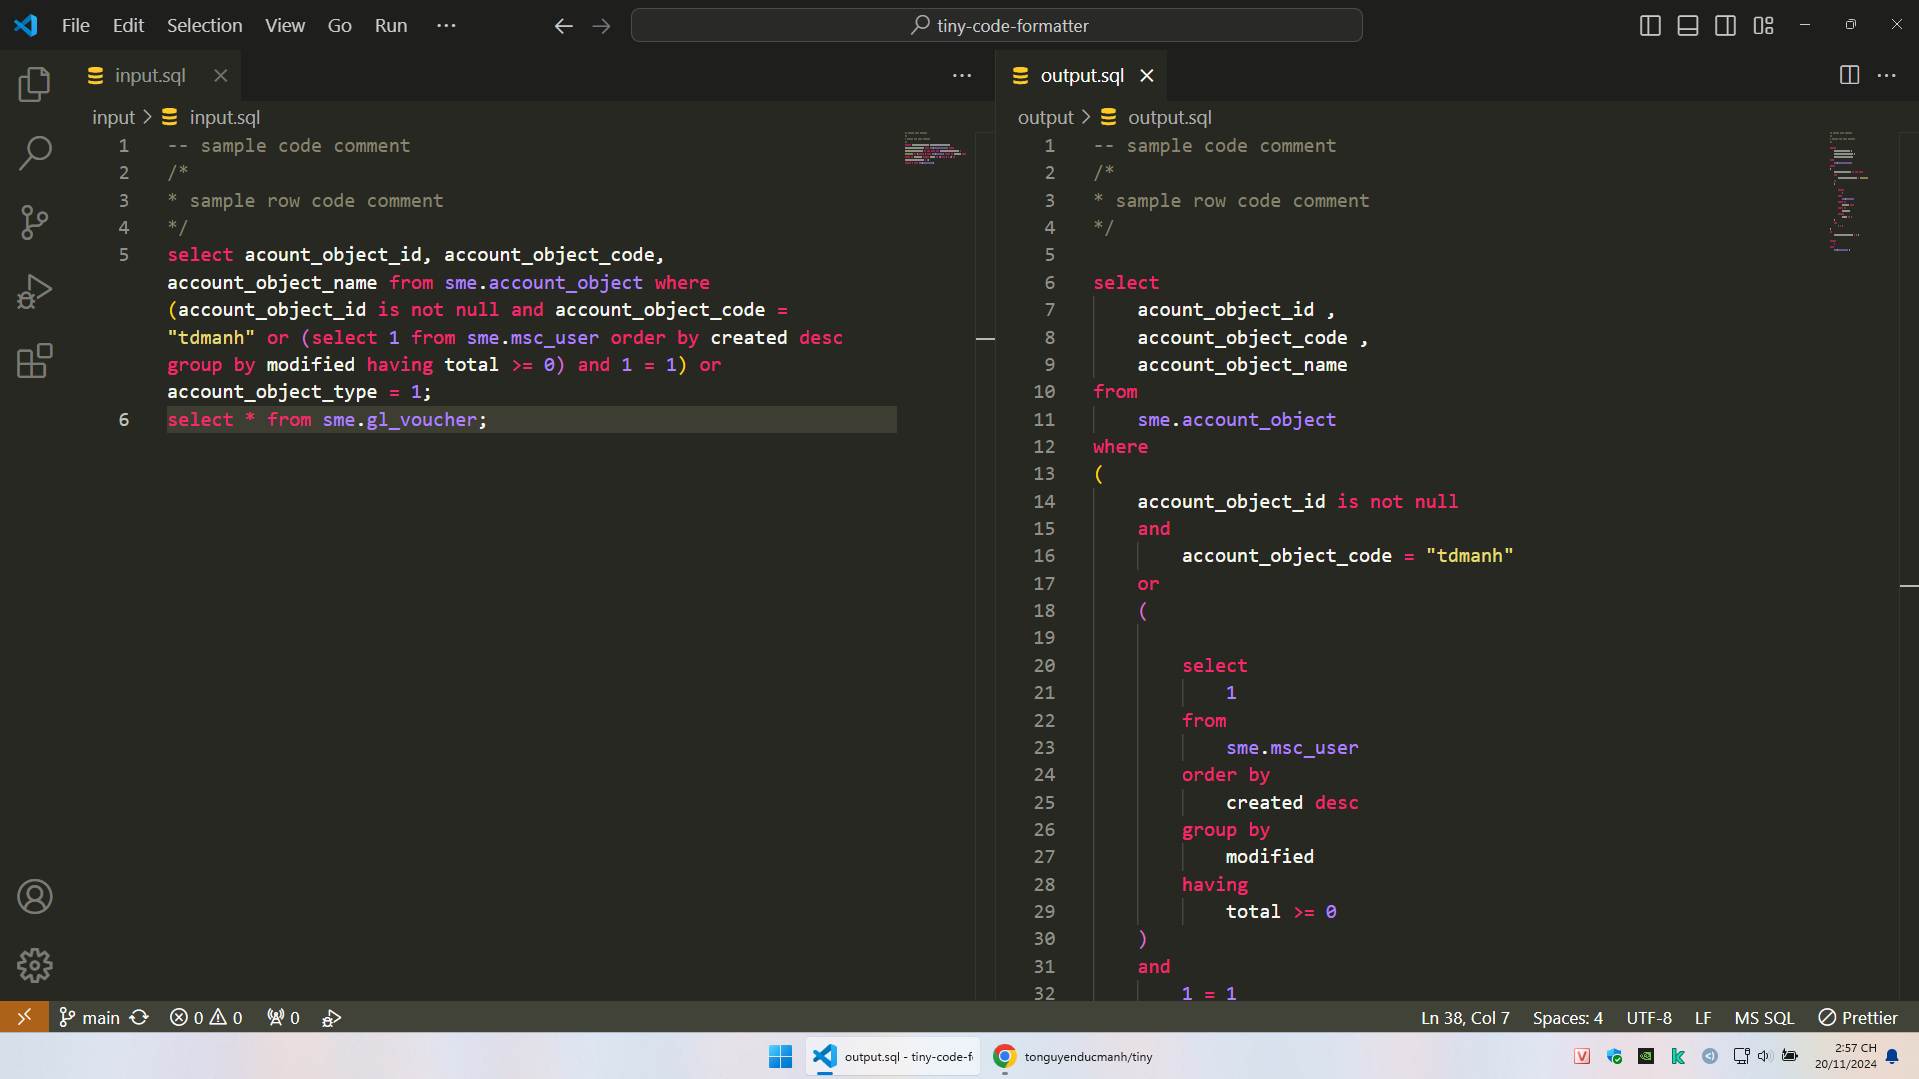 File Edit Selection View Go Run ···
tiny-code-formatter
input.sql
output.sql
input > input.sql
1 -- sample code comment
2 /*
3 * sample row code comment
4 */
5 select acount_object_id, account_object_code,
account_object_name from sme.account_object where
(account_object_id is not null and account_object_code =
"tdmanh" or (select 1 from sme.msc_user order by created desc
group by modified having total >= 0) and 1 = 1) or
account_object_type = 1;
6 select * from sme.gl_voucher;
output > output.sql
1 -- sample code comment
2 /*
3 * sample row code comment
4 */
5
6 select
7 acount_object_id ,
8 account_object_code ,
9 account_object_name
10 from
11 sme.account_object
12 where
13 (
14 account_object_id is not null
15 and
16 account_object_code = "tdmanh"
17 or
18 (
19
20 select
21 1
22 from
23 sme.msc_user
24 order by
25 created desc
26 group by
27 modified
28 having
29 total >= 0
30 )
31 and
32 1 = 1
main 0 0 0
Ln 38, Col 7 Spaces: 4 UTF-8 LF MS SQL Prettier
output.sql - tiny-code-f
tonguyenducmanh/tiny
2:57 CH
20/11/2024